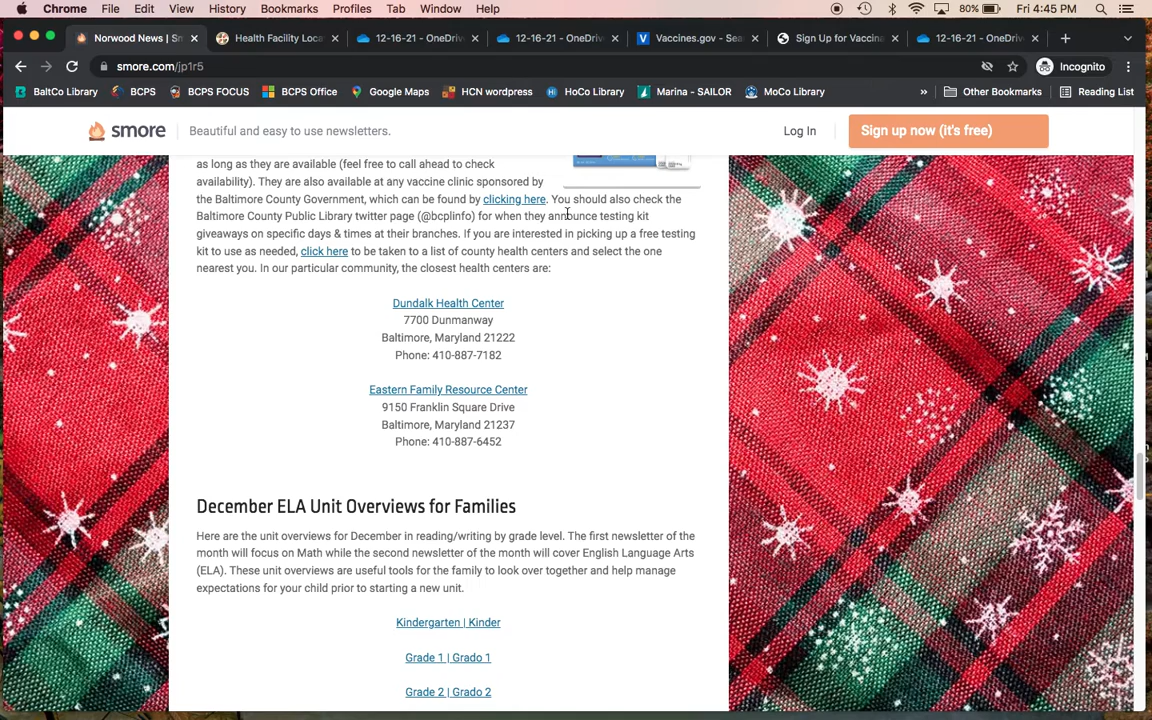 Chrome File Edit View History Bookmarks Profiles Tab Window Help 80% Fri 4:45 PM
Norwood News | Sn Health Facility Loca 12-16-21 - OneDriv 12-16-21 - OneDriv Vaccines.gov - Sea Sign Up for Vaccina 12-16-21 - OneDriv
smore.com/jp1r5 Incognito
BaltCo Library BCPS BCPS FOCUS BCPS Office Google Maps HCN wordpress HoCo Library Marina - SAILOR MoCo Library » Other Bookmarks Reading List
smore Beautiful and easy to use newsletters. Log In Sign up now (it's free)
as long as they are available (feel free to call ahead to check
availability). They are also available at any vaccine clinic sponsored by
the Baltimore County Government, which can be found by clicking here. You should also check the
Baltimore County Public Library twitter page (@bcplinfo) for when they announce testing kit
giveaways on specific days & times at their branches. If you are interested in picking up a free testing
kit to use as needed, click here to be taken to a list of county health centers and select the one
nearest you. In our particular community, the closest health centers are:
Dundalk Health Center
7700 Dunmanway
Baltimore, Maryland 21222
Phone: 410-887-7182
Eastern Family Resource Center
9150 Franklin Square Drive
Baltimore, Maryland 21237
Phone: 410-887-6452
December ELA Unit Overviews for Families
Here are the unit overviews for December in reading/writing by grade level. The first newsletter of the
month will focus on Math while the second newsletter of the month will cover English Language Arts
(ELA). These unit overviews are useful tools for the family to look over together and help manage
expectations for your child prior to starting a new unit.
Kindergarten | Kinder
Grade 1 | Grado 1
Grade 2 | Grado 2